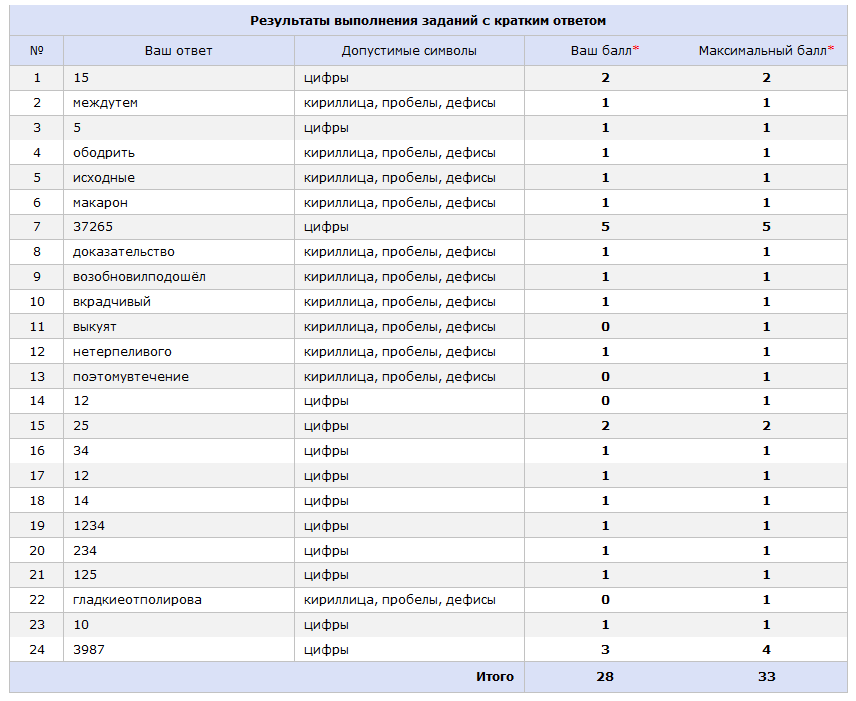 Результаты выполнения заданий с кратким ответом
№ Ваш ответ Допустимые символы Ваш балл* Максимальный балл*
1 15 цифры 2 2
2 междутем кириллица, пробелы, дефисы 1 1
3 5 цифры 1 1
4 ободрить кириллица, пробелы, дефисы 1 1
5 исходные кириллица, пробелы, дефисы 1 1
6 макарон кириллица, пробелы, дефисы 1 1
7 37265 цифры 5 5
8 доказательство кириллица, пробелы, дефисы 1 1
9 возобновилподошёл кириллица, пробелы, дефисы 1 1
10 вкрадчивый кириллица, пробелы, дефисы 1 1
11 выкуят кириллица, пробелы, дефисы 0 1
12 нетерпеливого кириллица, пробелы, дефисы 1 1
13 поэтомувтечение кириллица, пробелы, дефисы 0 1
14 12 цифры 0 1
15 25 цифры 2 2
16 34 цифры 1 1
17 12 цифры 1 1
18 14 цифры 1 1
19 1234 цифры 1 1
20 234 цифры 1 1
21 125 цифры 1 1
22 гладкиеотполирова кириллица, пробелы, дефисы 0 1
23 10 цифры 1 1
24 3987 цифры 3 4
Итого 28 33